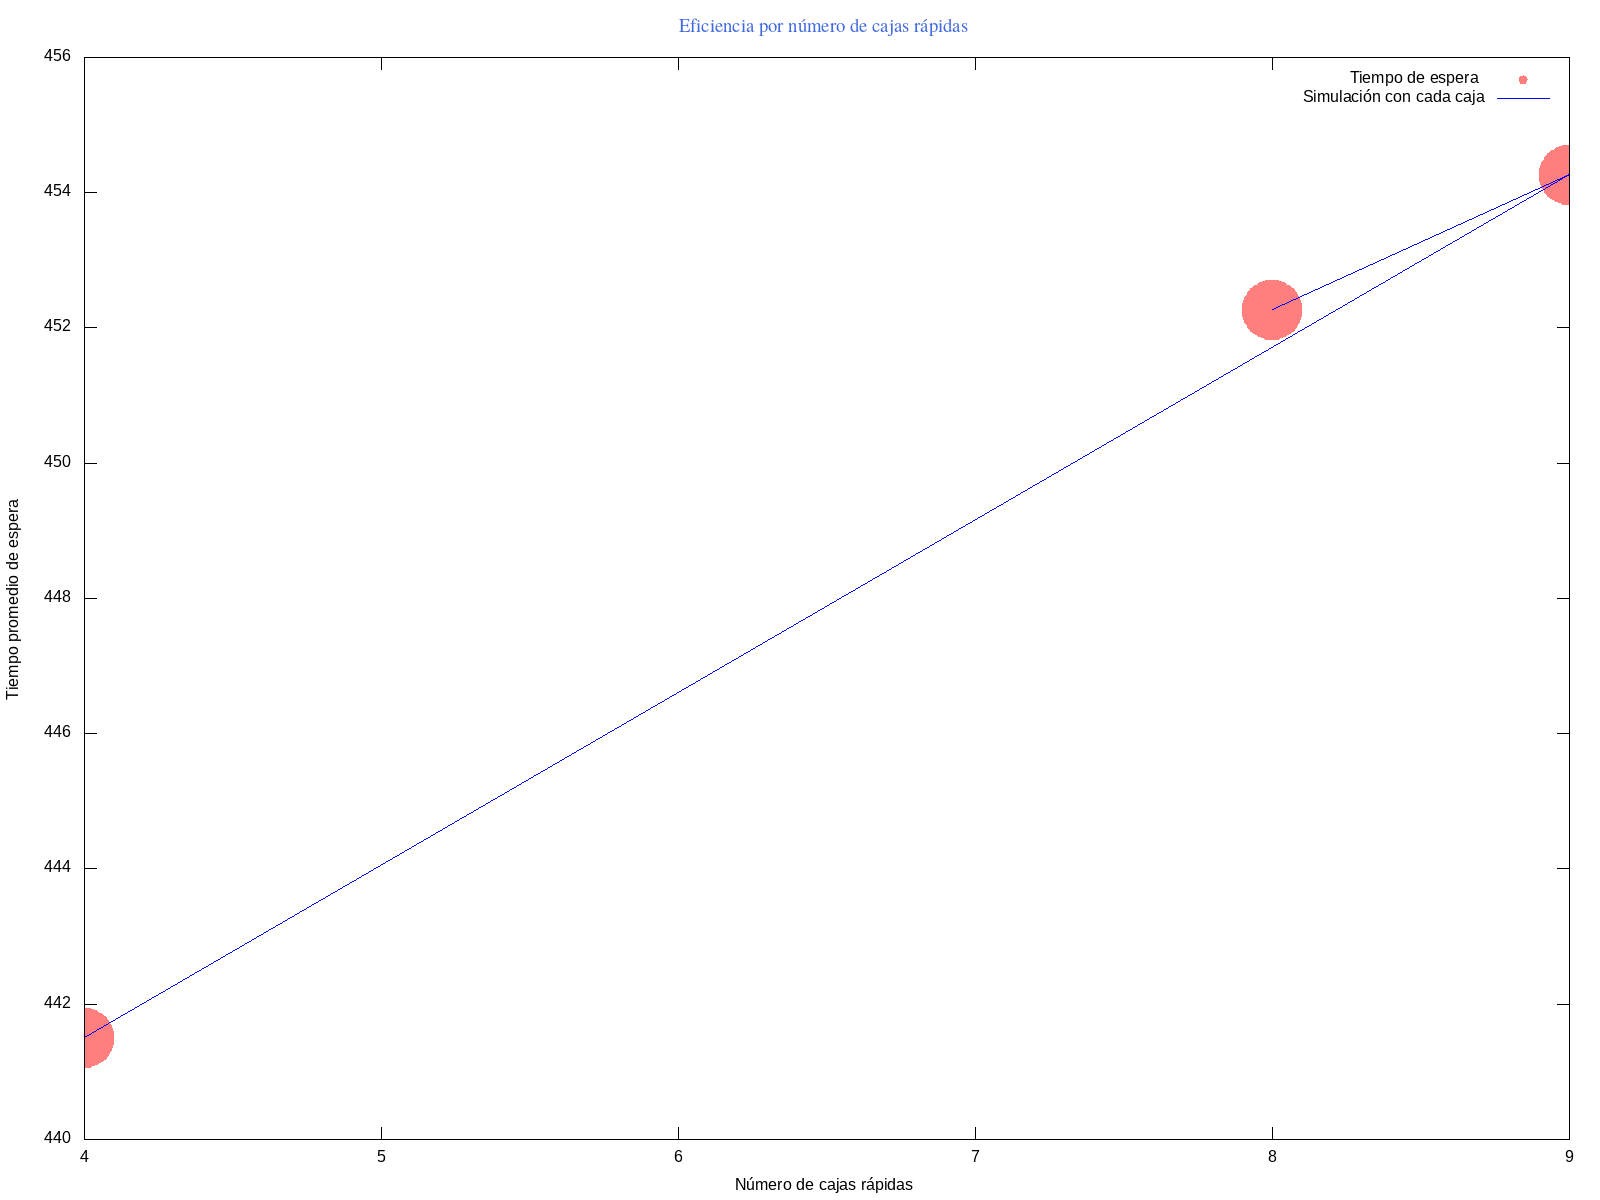 Eficiencia por número de cajas rápidas
456
454
452
450
448
446
444
442
440
4 5 6 7 8 9
Tiempo de espera
Simulación con cada caja
Tiempo promedio de espera
Número de cajas rápidas